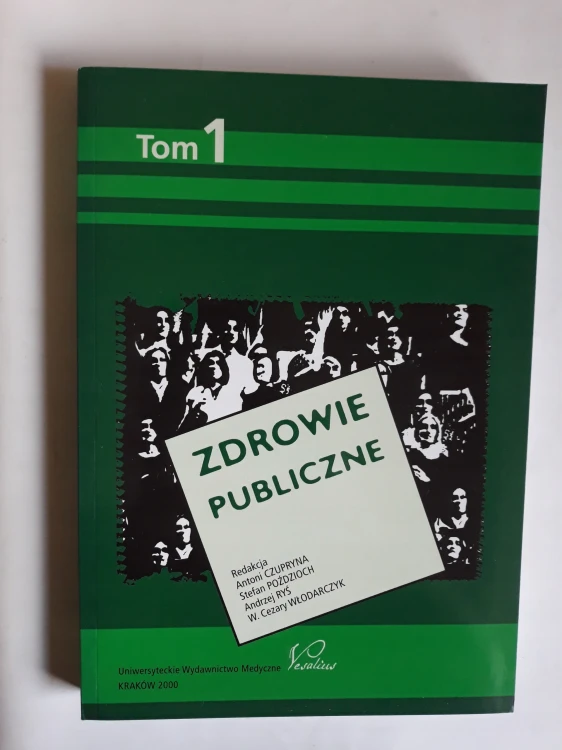 Tom 1
ZDROWIE
PUBLICZNE
Redakcja
Antoni CZUPRYNA
Stefan POŹDZIOCH
Andrzej RYŚ
W. Cezary WŁODARCZYK
Uniwersyteckie Wydawnictwo Medyczne Vesalius
KRAKÓW 2000